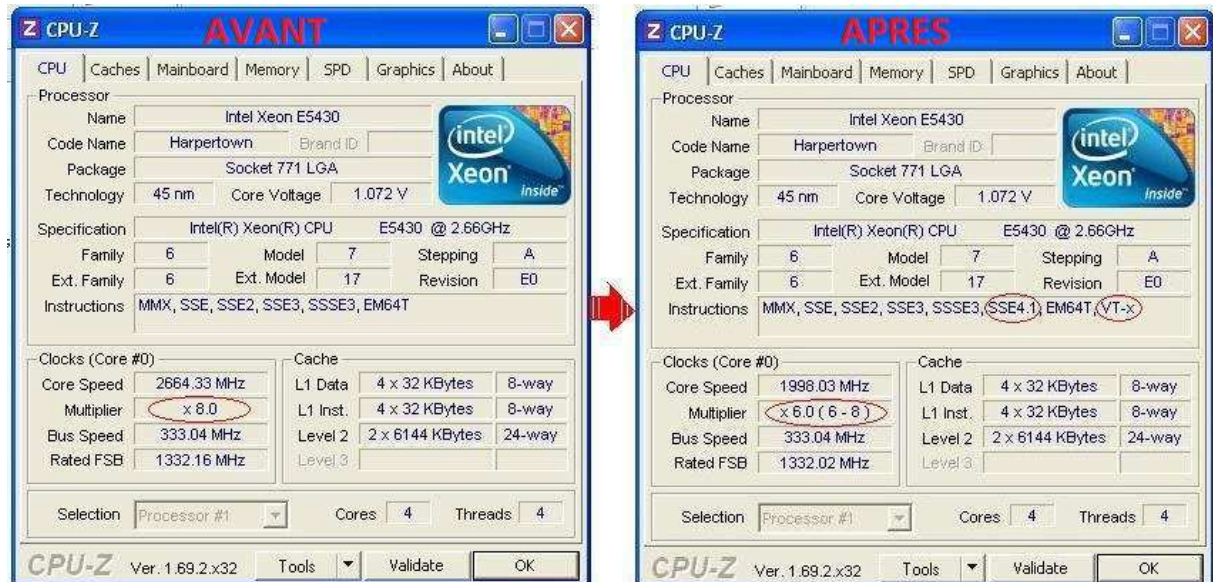 CPU-Z AVANT
CPU Caches Mainboard Memory SPD Graphics About
Processor
Name Intel Xeon E5430
Code Name Harpertown Brand ID
Package Socket 771 LGA
Technology 45 nm Core Voltage 1.072 V
intel Xeon inside™
Specification Intel(R) Xeon(R) CPU E5430 @ 2.66GHz
Family 6 Model 7 Stepping A
Ext. Family 6 Ext. Model 17 Revision E0
Instructions MMX, SSE, SSE2, SSE3, SSSE3, EM64T
Clocks (Core #0)
Core Speed 2664.33 MHz
Multiplier x 8.0
Bus Speed 333.04 MHz
Rated FSB 1332.16 MHz
Cache
L1 Data 4 x 32 KBytes 8-way
L1 Inst. 4 x 32 KBytes 8-way
Level 2 2 x 6144 KBytes 24-way
Level 3
Selection Processor #1 Cores 4 Threads 4
CPU-Z Ver. 1.69.2.x32 Tools Validate OK
CPU-Z APRES
CPU Caches Mainboard Memory SPD Graphics About
Processor
Name Intel Xeon E5430
Code Name Harpertown Brand ID
Package Socket 771 LGA
Technology 45 nm Core Voltage 1.072 V
intel Xeon inside™
Specification Intel(R) Xeon(R) CPU E5430 @ 2.66GHz
Family 6 Model 7 Stepping A
Ext. Family 6 Ext. Model 17 Revision E0
Instructions MMX, SSE, SSE2, SSE3, SSSE3, SSE4.1, EM64T, VT-x
Clocks (Core #0)
Core Speed 1998.03 MHz
Multiplier x 6.0 ( 6 - 8 )
Bus Speed 333.04 MHz
Rated FSB 1332.02 MHz
Cache
L1 Data 4 x 32 KBytes 8-way
L1 Inst. 4 x 32 KBytes 8-way
Level 2 2 x 6144 KBytes 24-way
Level 3
Selection Processor #1 Cores 4 Threads 4
CPU-Z Ver. 1.69.2.x32 Tools Validate OK